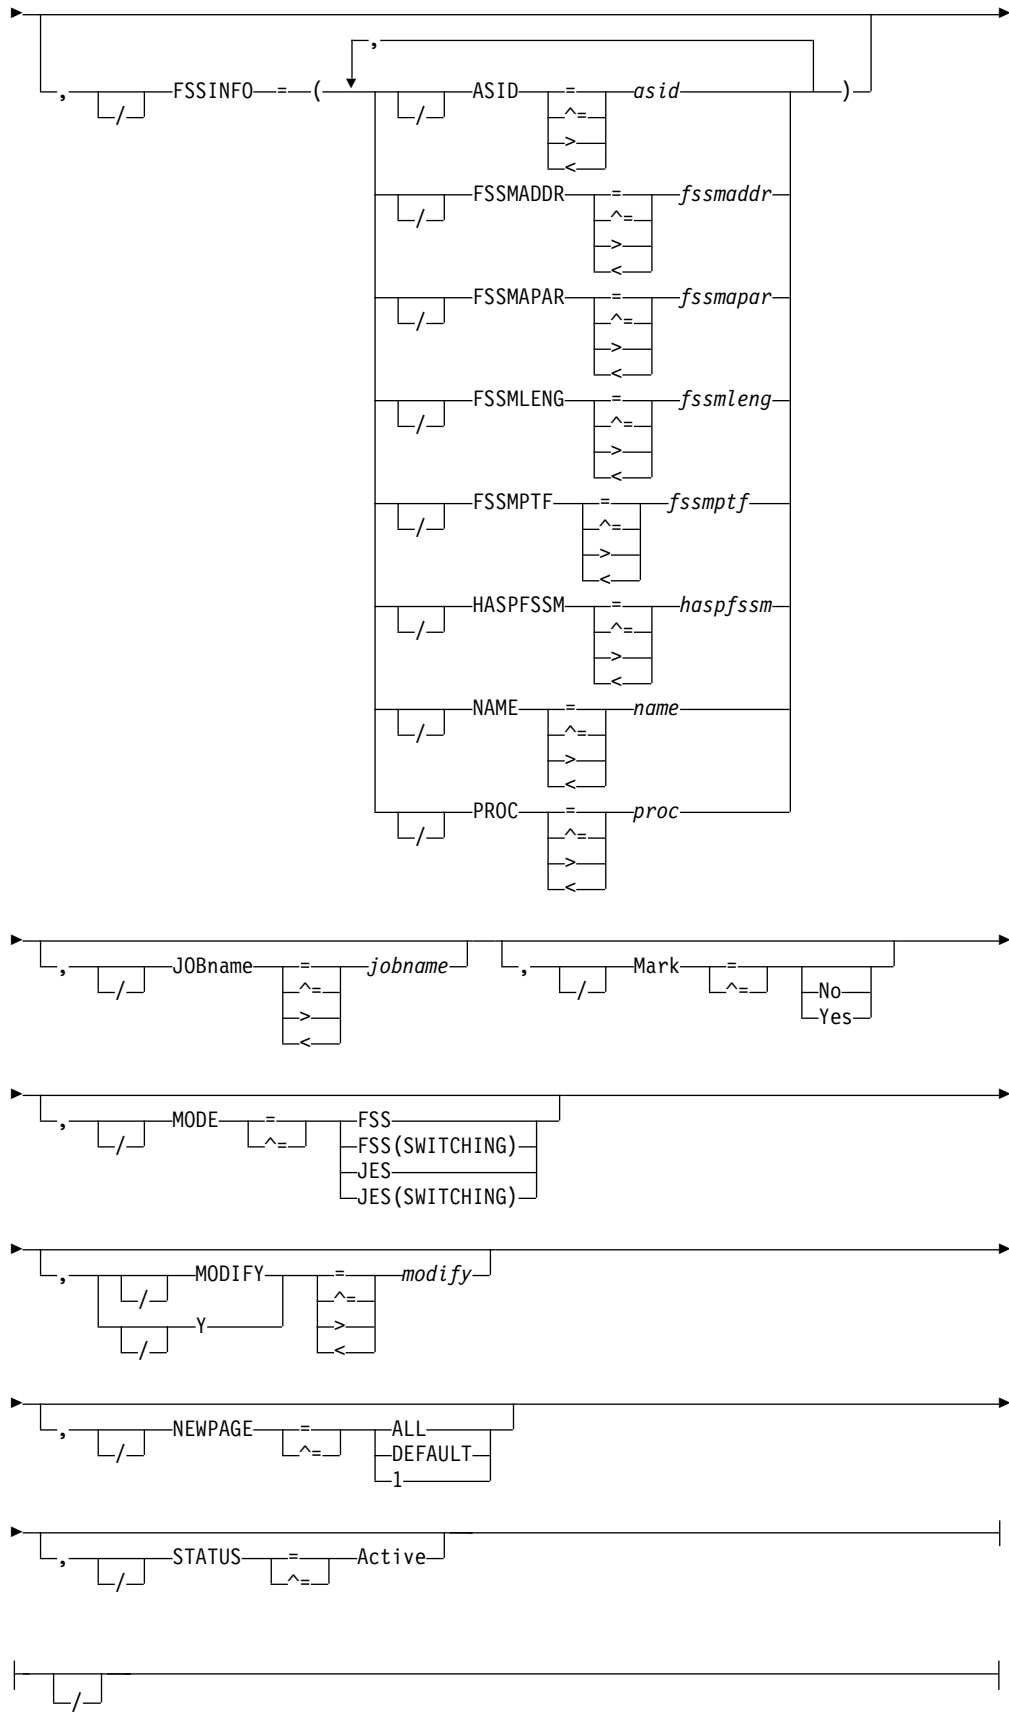 ,
, / FSSINFO = ( / ASID = asid )
^=
>
<
/ FSSMADDR = fssmaddr
^=
>
<
/ FSSMAPAR = fssmapar
^=
>
<
/ FSSMLENG = fssmleng
^=
>
<
/ FSSMPTF = fssmptf
^=
>
<
/ HASPFSSM = haspfssm
^=
>
<
/ NAME = name
^=
>
<
/ PROC = proc
^=
>
<
, / JOBname = jobname , / Mark =
^= ^= No
> Yes
<
, / MODE = FSS
^= FSS(SWITCHING)
JES
JES(SWITCHING)
, / MODIFY = modify
^=
/ Y >
<
, / NEWPAGE = ALL
^= DEFAULT
1
, / STATUS = Active
^=
/